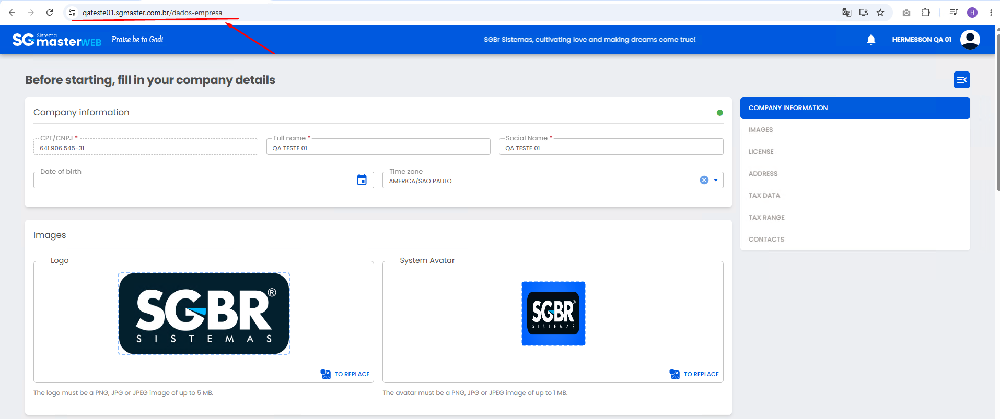 qateste01.sgmaster.com.br/dados-empresa
H
Sistema
SG masterWEB
Praise be to God!
SGBr Sistemas, cultivating love and making dreams come true!
HERMESSON QA 01
Before starting, fill in your company details
Company information
CPF/CNPJ *
641.906.545-31
Full name *
QA TESTE 01
Social Name *
QA TESTE 01
Date of birth
Time zone
AMÉRICA/SÃO PAULO
COMPANY INFORMATION
IMAGES
LICENSE
ADDRESS
TAX DATA
TAX RANGE
CONTACTS
Images
Logo
SGBR®
SISTEMAS
TO REPLACE
The logo must be a PNG, JPG or JPEG image of up to 5 MB.
System Avatar
SGBR®
SISTEMAS
TO REPLACE
The avatar must be a PNG, JPG or JPEG image of up to 1 MB.